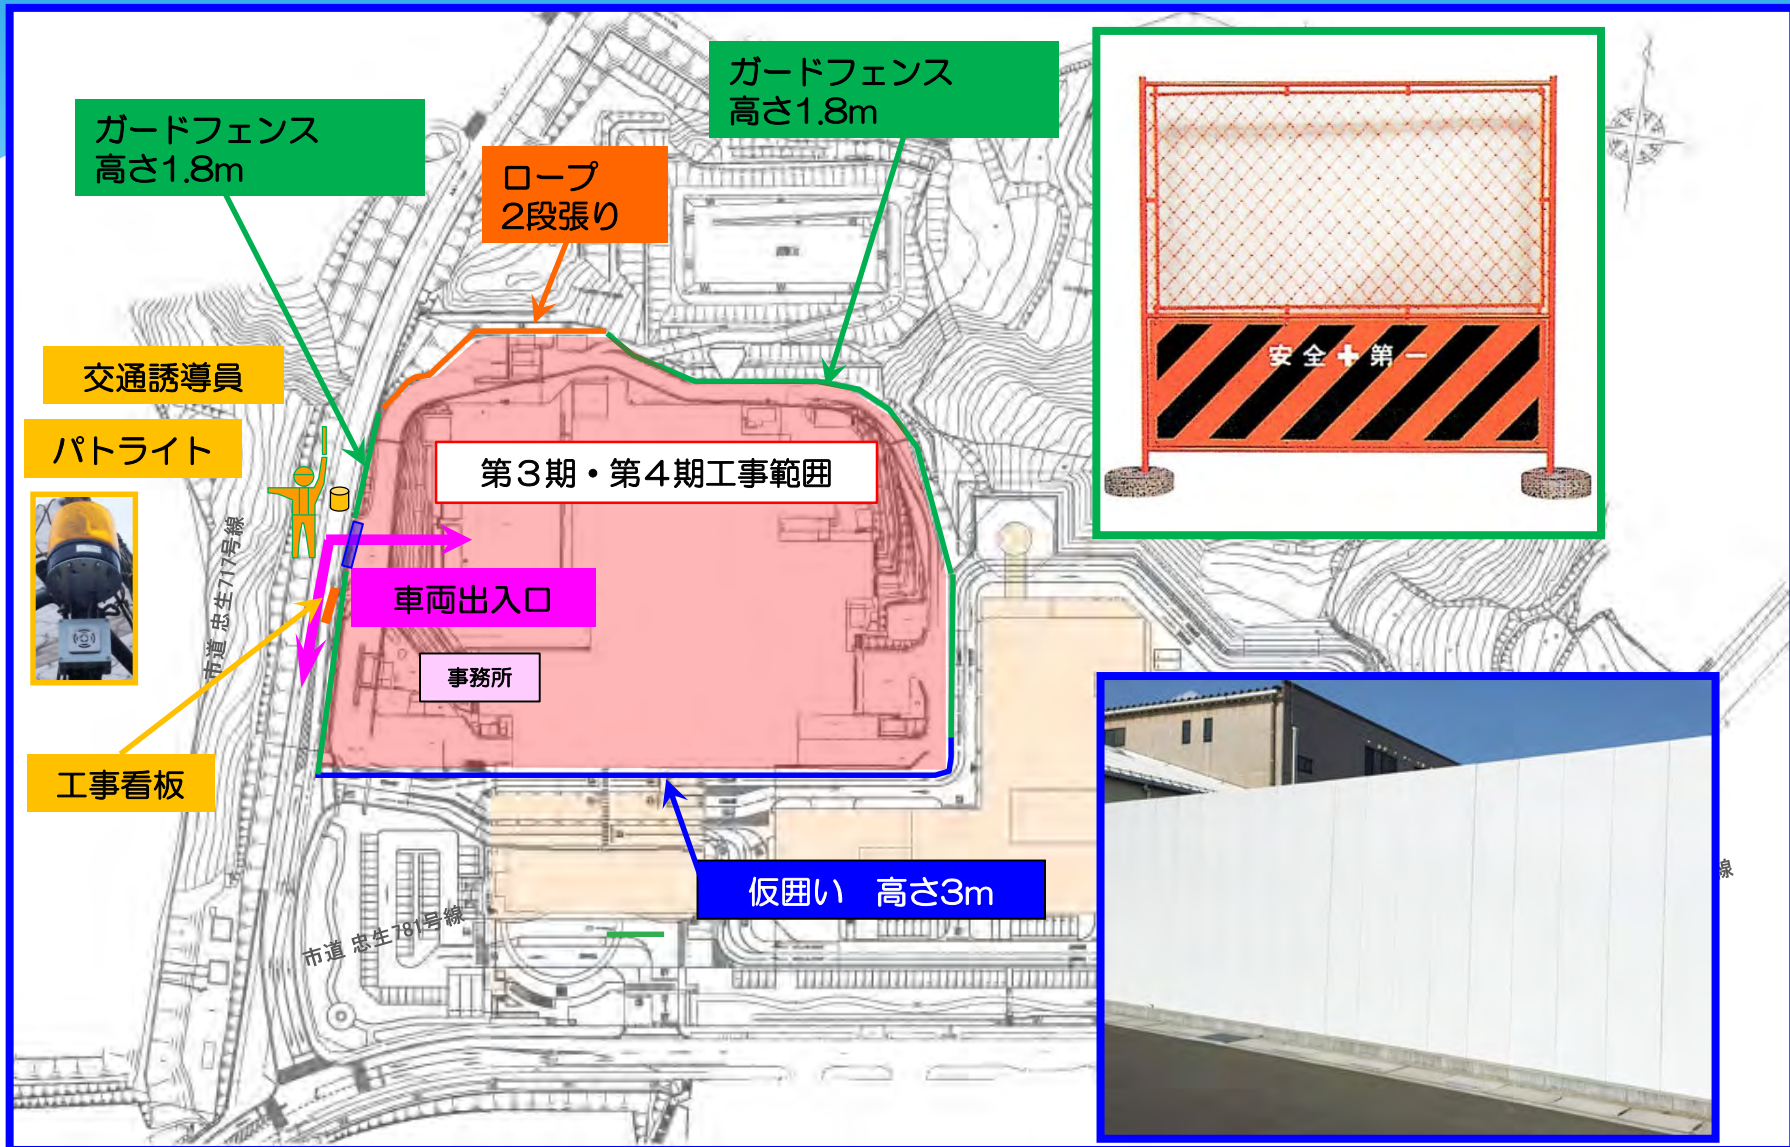 ガードフェンス
高さ1.8m
ガードフェンス
高さ1.8m
ロープ
2段張り
交通誘導員
パトライト
第3期・第4期工事範囲
安全✚第一
車両出入口
事務所
工事看板
仮囲い　高さ3m
市道 忠生717号線
市道 忠生781号線
線